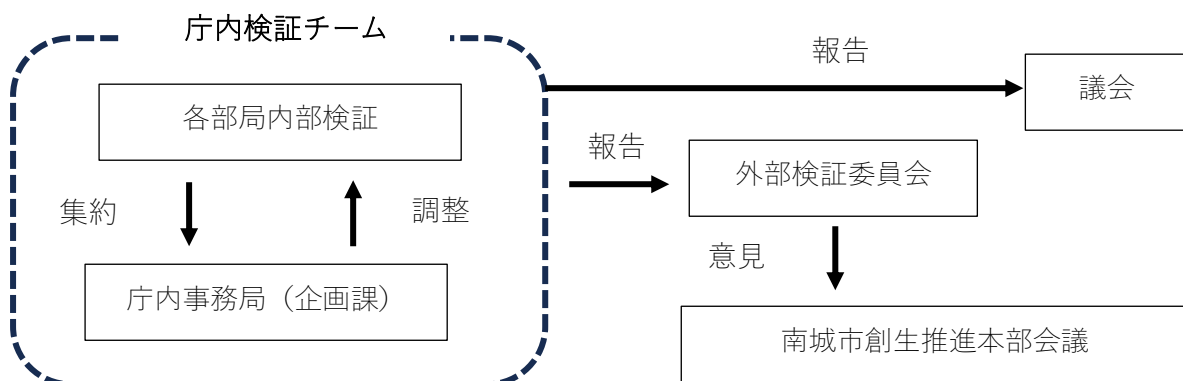 庁内検証チーム
各部局内部検証
集約
調整
庁内事務局（企画課）
報告
議会
報告
外部検証委員会
意見
南城市創生推進本部会議